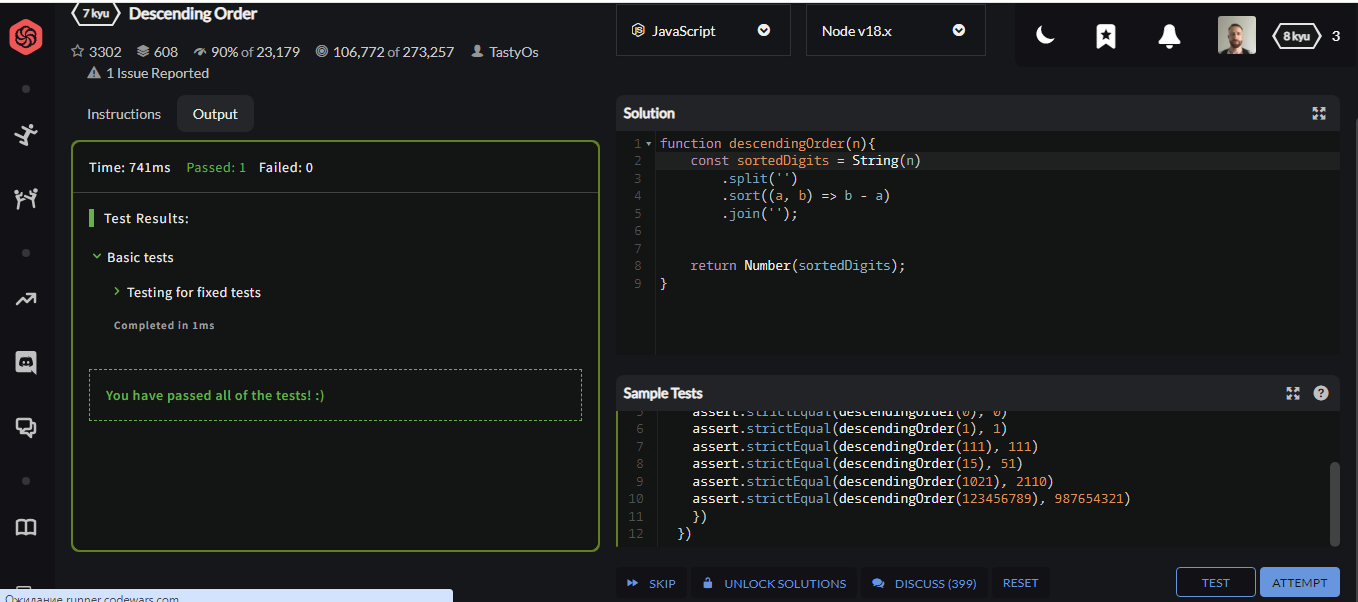 7 kyu Descending Order
3302 608 90% of 23,179 106,772 of 273,257 TastyOs
1 Issue Reported
Instructions Output
Time: 741ms Passed: 1 Failed: 0
Test Results:
Basic tests
Testing for fixed tests
Completed in 1ms
You have passed all of the tests! :)
JavaScript Node v18.x 8 kyu 3
Solution
1 function descendingOrder(n){
2 const sortedDigits = String(n)
3 .split('')
4 .sort((a, b) => b - a)
5 .join('');
6
7
8 return Number(sortedDigits);
9 }
Sample Tests ?
5 assert.strictEqual(descendingOrder(0), 0)
6 assert.strictEqual(descendingOrder(1), 1)
7 assert.strictEqual(descendingOrder(111), 111)
8 assert.strictEqual(descendingOrder(15), 51)
9 assert.strictEqual(descendingOrder(1021), 2110)
10 assert.strictEqual(descendingOrder(123456789), 987654321)
11 })
12 })
SKIP UNLOCK SOLUTIONS DISCUSS (399) RESET TEST ATTEMPT
Ожидание runner.codewars.com